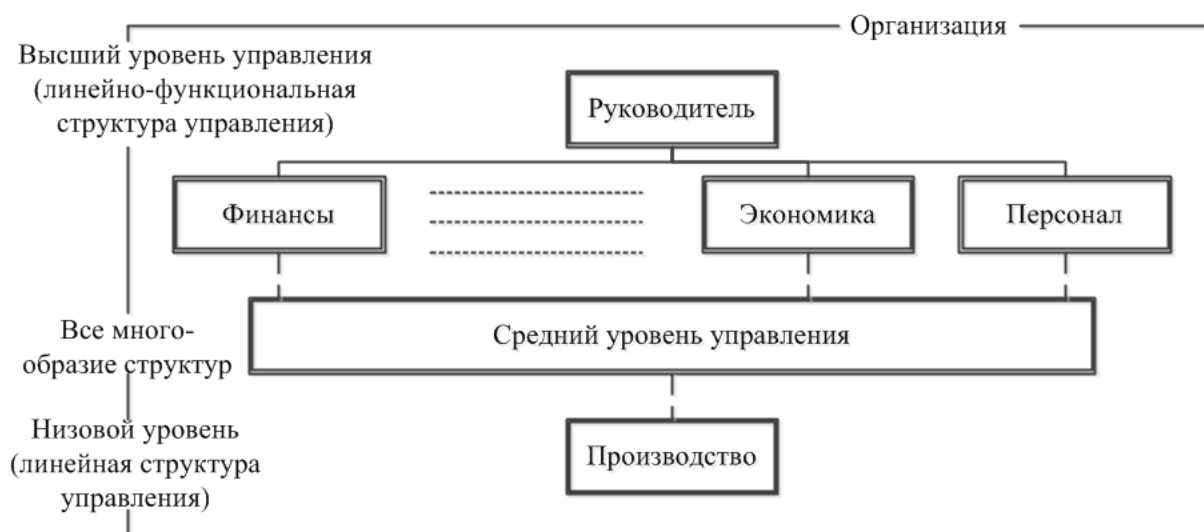 Организация
Высший уровень управления
(линейно-функциональная
структура управления)
Руководитель
Финансы
Экономика
Персонал
Все много-
образие структур
Средний уровень управления
Низовой уровень
(линейная структура
управления)
Производство